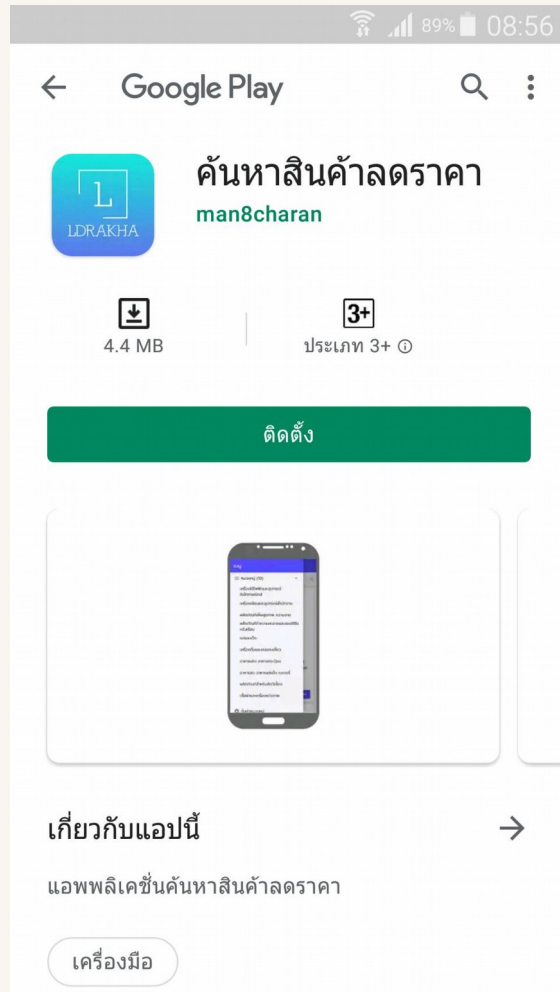 89% 08:56
Google Play
ค้นหาสินค้าลดราคา
man8charan
L
LDRAKHA
3+
4.4 MB
ประเภท 3+
ติดตั้ง
เกี่ยวกับแอปนี้
แอพพลิเคชั่นค้นหาสินค้าลดราคา
เครื่องมือ